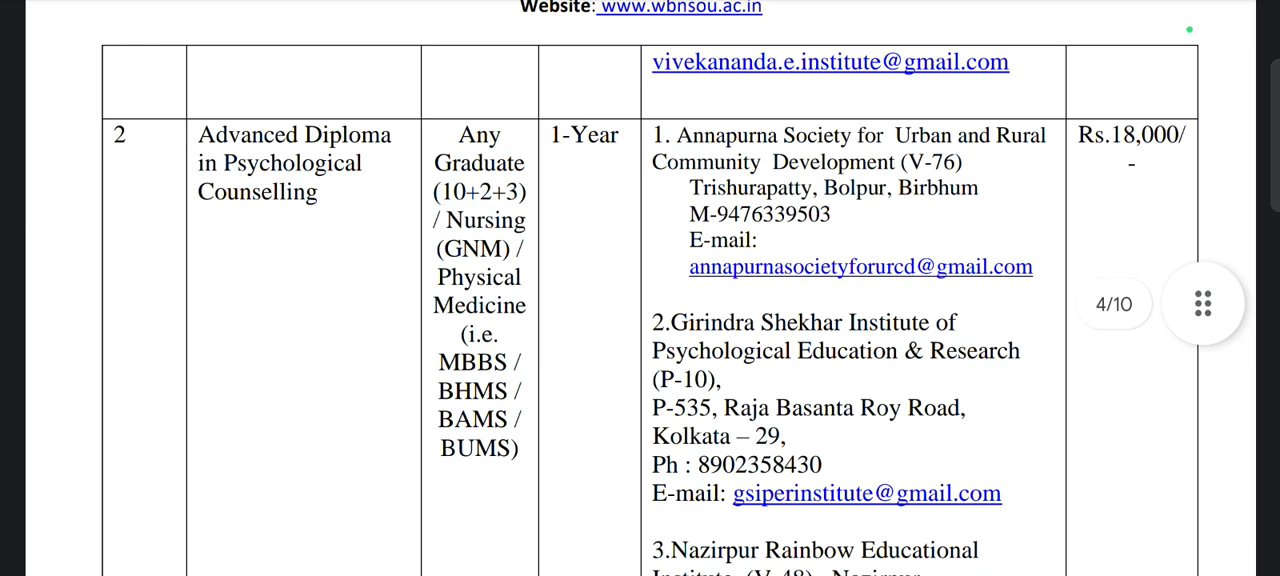 Website: www.wbnsou.ac.in
vivekananda.e.institute@gmail.com
2
Advanced Diploma
in Psychological
Counselling
Any
Graduate
(10+2+3)
/ Nursing
(GNM) /
Physical
Medicine
(i.e.
MBBS /
BHMS /
BAMS /
BUMS)
1-Year
1. Annapurna Society for Urban and Rural
Community Development (V-76)
Trishurapatty, Bolpur, Birbhum
M-9476339503
E-mail:
annapurnasocietyforurcd@gmail.com
2.Girindra Shekhar Institute of
Psychological Education & Research
(P-10),
P-535, Raja Basanta Roy Road,
Kolkata – 29,
Ph : 8902358430
E-mail: gsiperinstitute@gmail.com
3.Nazirpur Rainbow Educational
Institute (V-48), Nazirpur
Rs.18,000/
-
4/10